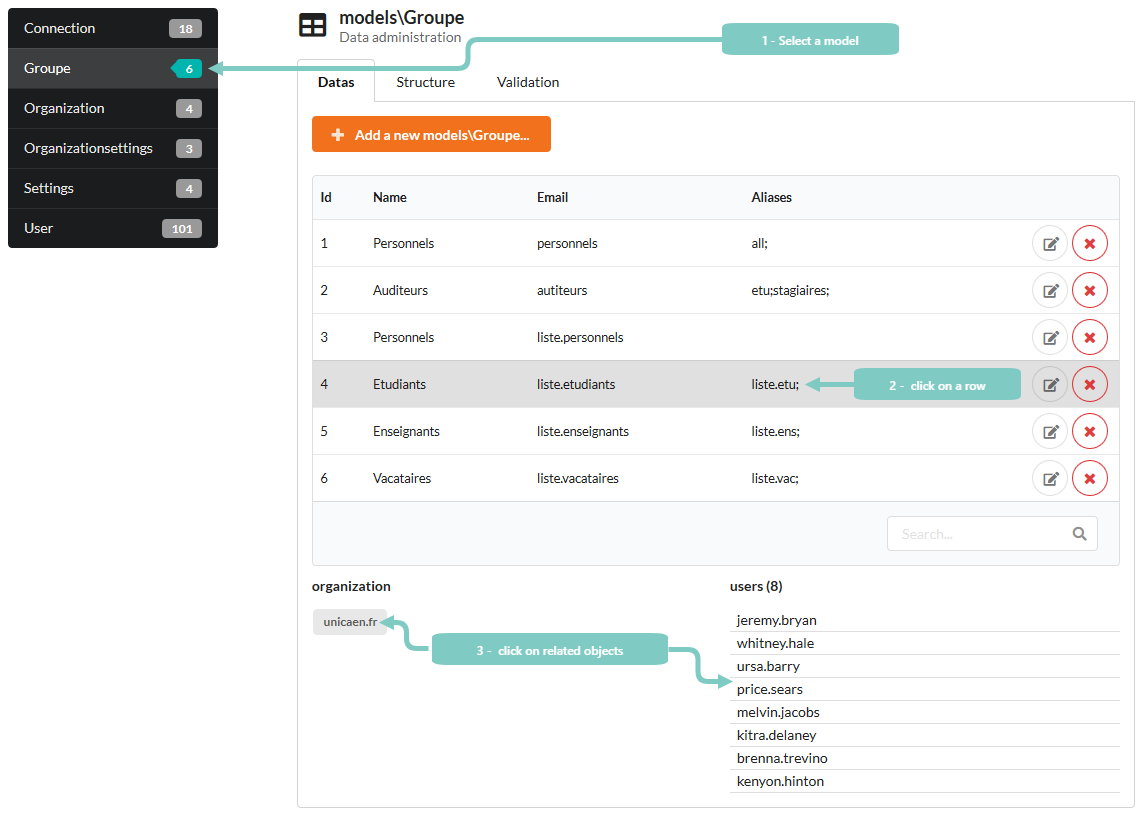 Connection 18
Groupe 6
Organization 4
Organizationsettings 3
Settings 4
User 101
models\Groupe
Data administration
1 - Select a model
Datas Structure Validation
Add a new models\Groupe...
Id Name Email Aliases
1 Personnels personnels all;
2 Auditeurs autiteurs etu;stagiaires;
3 Personnels liste.personnels
4 Etudiants liste.etudiants liste.etu; 2 - click on a row
5 Enseignants liste.enseignants liste.ens;
6 Vacataires liste.vacataires liste.vac;
Search...
organization
unicaen.fr
3 - click on related objects
users (8)
jeremy.bryan
whitney.hale
ursa.barry
price.sears
melvin.jacobs
kitra.delaney
brenna.trevino
kenyon.hinton